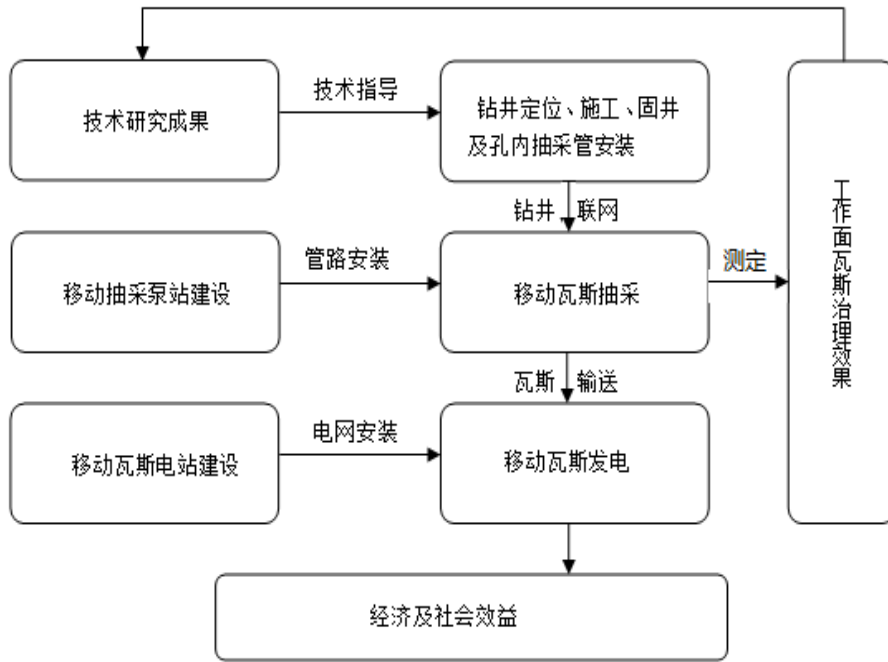 技术研究成果
技术指导
钻井定位、施工、固井
及孔内抽采管安装
钻井 联网
移动抽采泵站建设
管路安装
移动瓦斯抽采
测定
工作面瓦斯治理效果
瓦斯 输送
移动瓦斯电站建设
电网安装
移动瓦斯发电
经济及社会效益